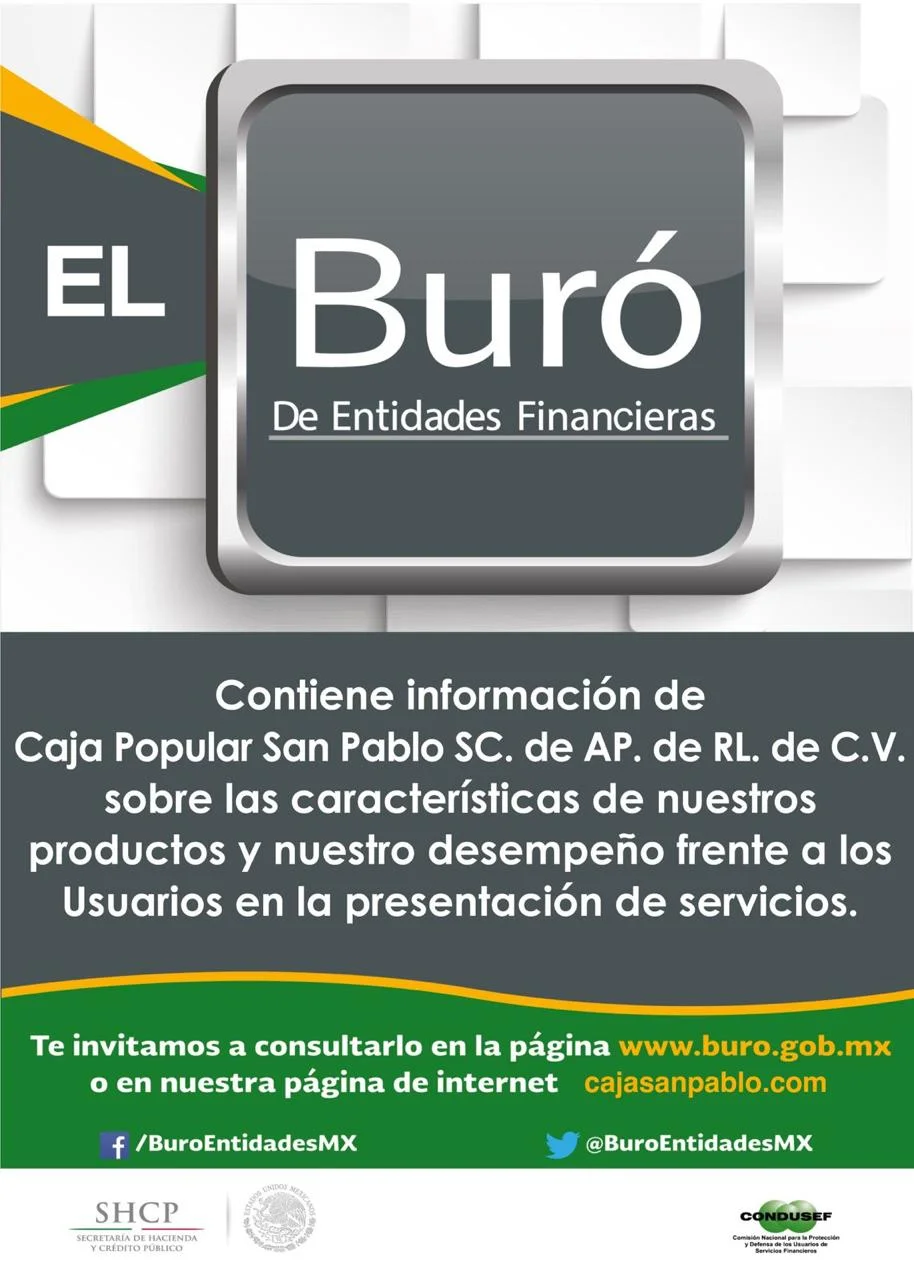 EL
Buró
De Entidades Financieras
Contiene información de
Caja Popular San Pablo SC. de AP. de RL. de C.V.
sobre las características de nuestros
productos y nuestro desempeño frente a los
Usuarios en la presentación de servicios.
Te invitamos a consultarlo en la página www.buro.gob.mx
o en nuestra página de internet cajasanpablo.com
/BuroEntidadesMX
@BuroEntidadesMX
SHCP
SECRETARÍA DE HACIENDA
Y CRÉDITO PÚBLICO
ESTADOS UNIDOS MEXICANOS
CONDUSEF
Comisión Nacional para la Protección
y Defensa de los Usuarios de
Servicios Financieros